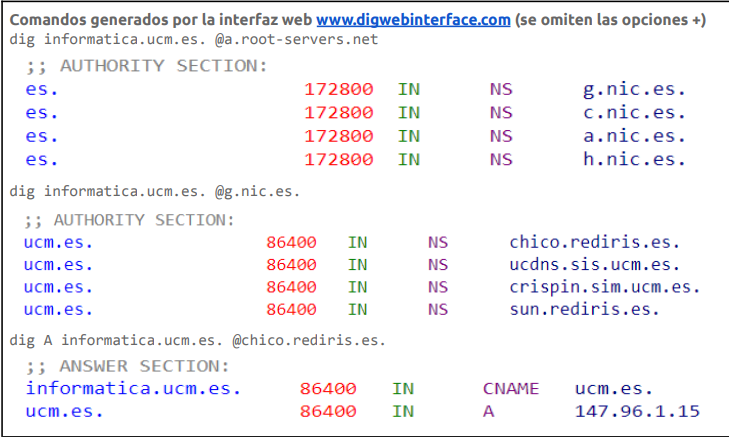 Comandos generados por la interfaz web www.digwebinterface.com (se omiten las opciones +)
dig informatica.ucm.es. @a.root-servers.net
;; AUTHORITY SECTION:
es. 172800 IN NS g.nic.es.
es. 172800 IN NS c.nic.es.
es. 172800 IN NS a.nic.es.
es. 172800 IN NS h.nic.es.
dig informatica.ucm.es. @g.nic.es.
;; AUTHORITY SECTION:
ucm.es. 86400 IN NS chico.rediris.es.
ucm.es. 86400 IN NS ucdns.sis.ucm.es.
ucm.es. 86400 IN NS crispin.sim.ucm.es.
ucm.es. 86400 IN NS sun.rediris.es.
dig A informatica.ucm.es. @chico.rediris.es.
;; ANSWER SECTION:
informatica.ucm.es. 86400 IN CNAME ucm.es.
ucm.es. 86400 IN A 147.96.1.15